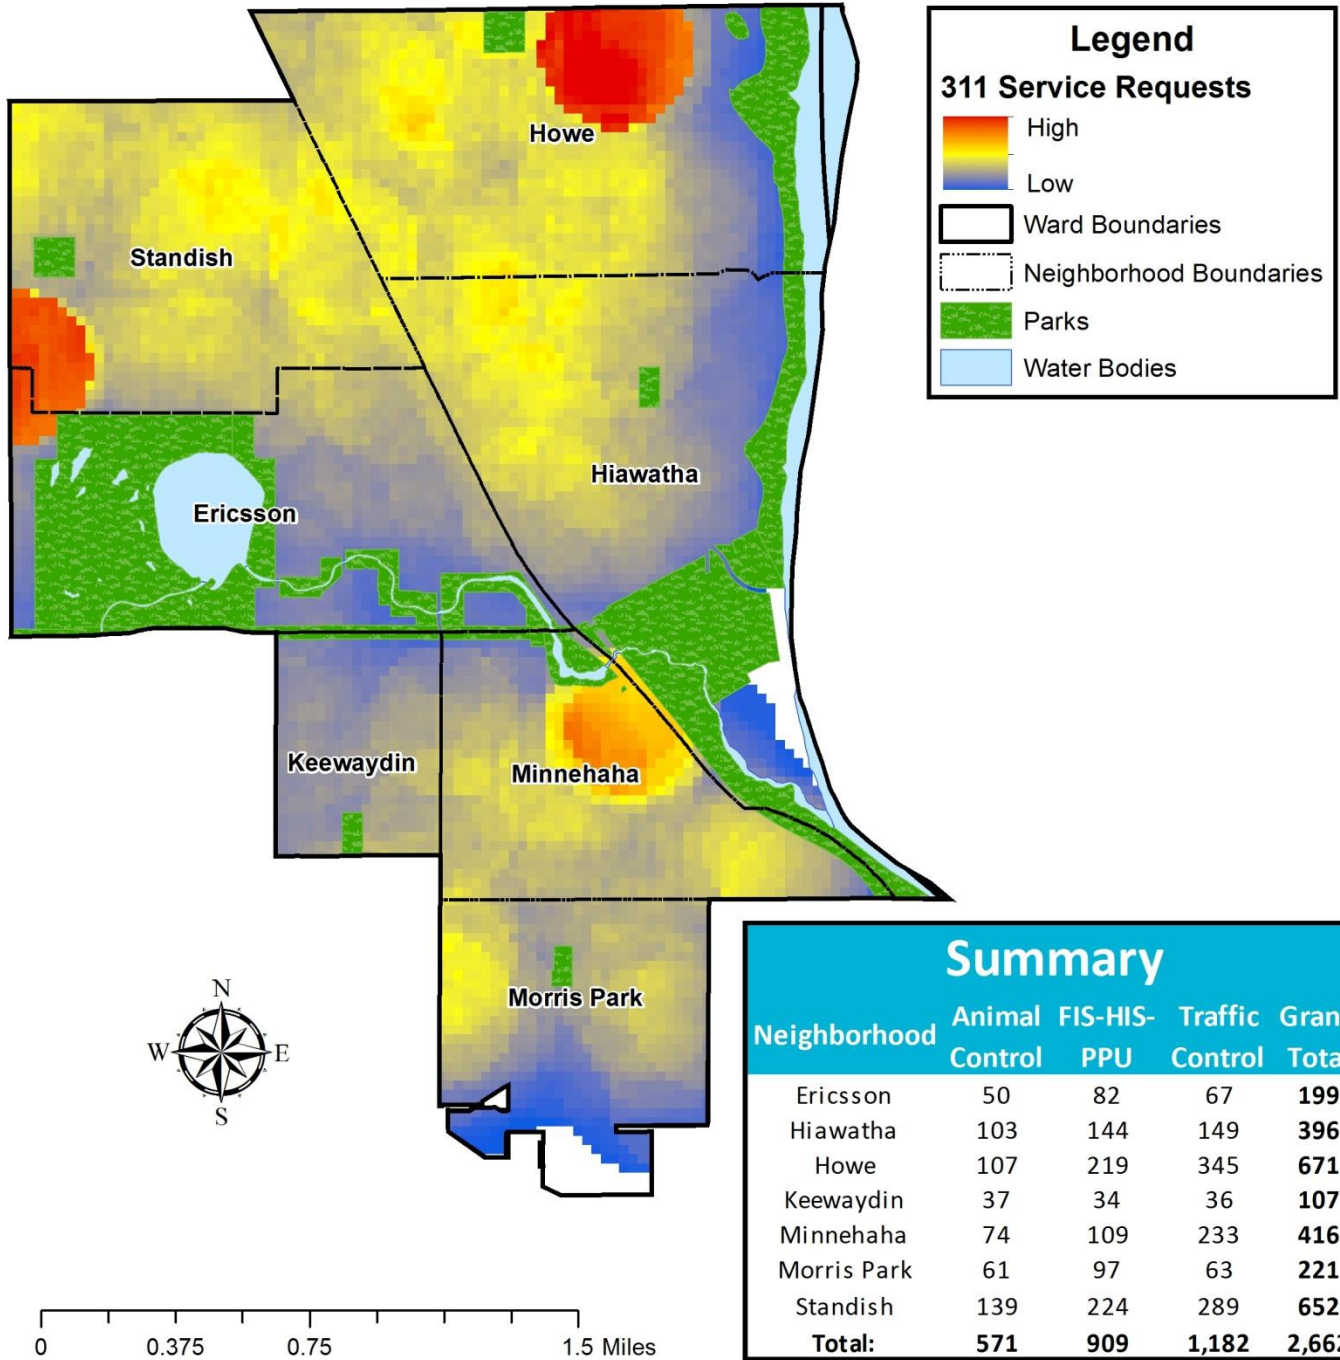 Legend
311 Service Requests
High
Low
Ward Boundaries
Neighborhood Boundaries
Parks
Water Bodies
Howe
Standish
Hiawatha
Ericsson
Keewaydin
Minnehaha
Morris Park
N
W E
S
0 0.375 0.75 1.5 Miles
Summary
Neighborhood Animal Control FIS-HIS-PPU Traffic Control Gran Tota
Ericsson 50 82 67 199
Hiawatha 103 144 149 396
Howe 107 219 345 671
Keewaydin 37 34 36 107
Minnehaha 74 109 233 416
Morris Park 61 97 63 221
Standish 139 224 289 652
Total: 571 909 1,182